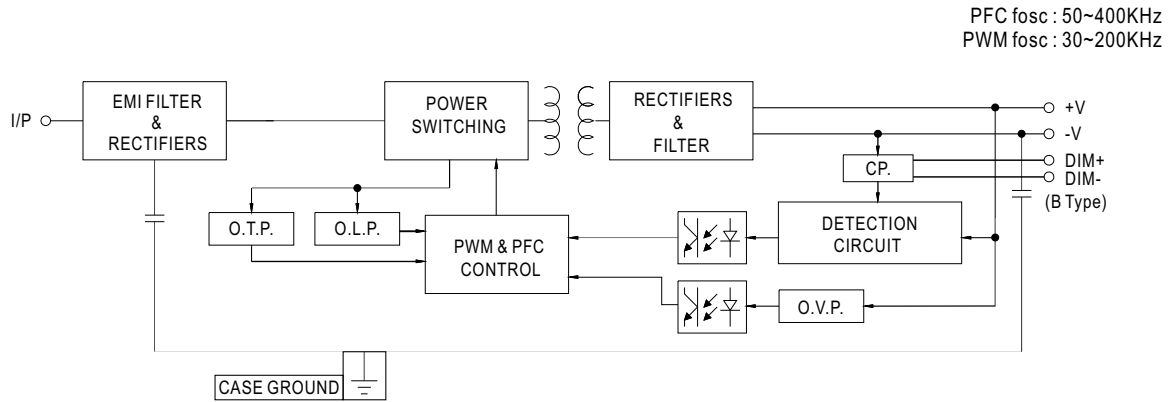 PFC fosc : 50~400KHz
PWM fosc : 30~200KHz
I/P
EMI FILTER
&
RECTIFIERS
POWER
SWITCHING
RECTIFIERS
&
FILTER
+V
-V
DIM+
DIM-
(B Type)
CP.
O.T.P.
O.L.P.
PWM & PFC
CONTROL
DETECTION
CIRCUIT
O.V.P.
CASE GROUND